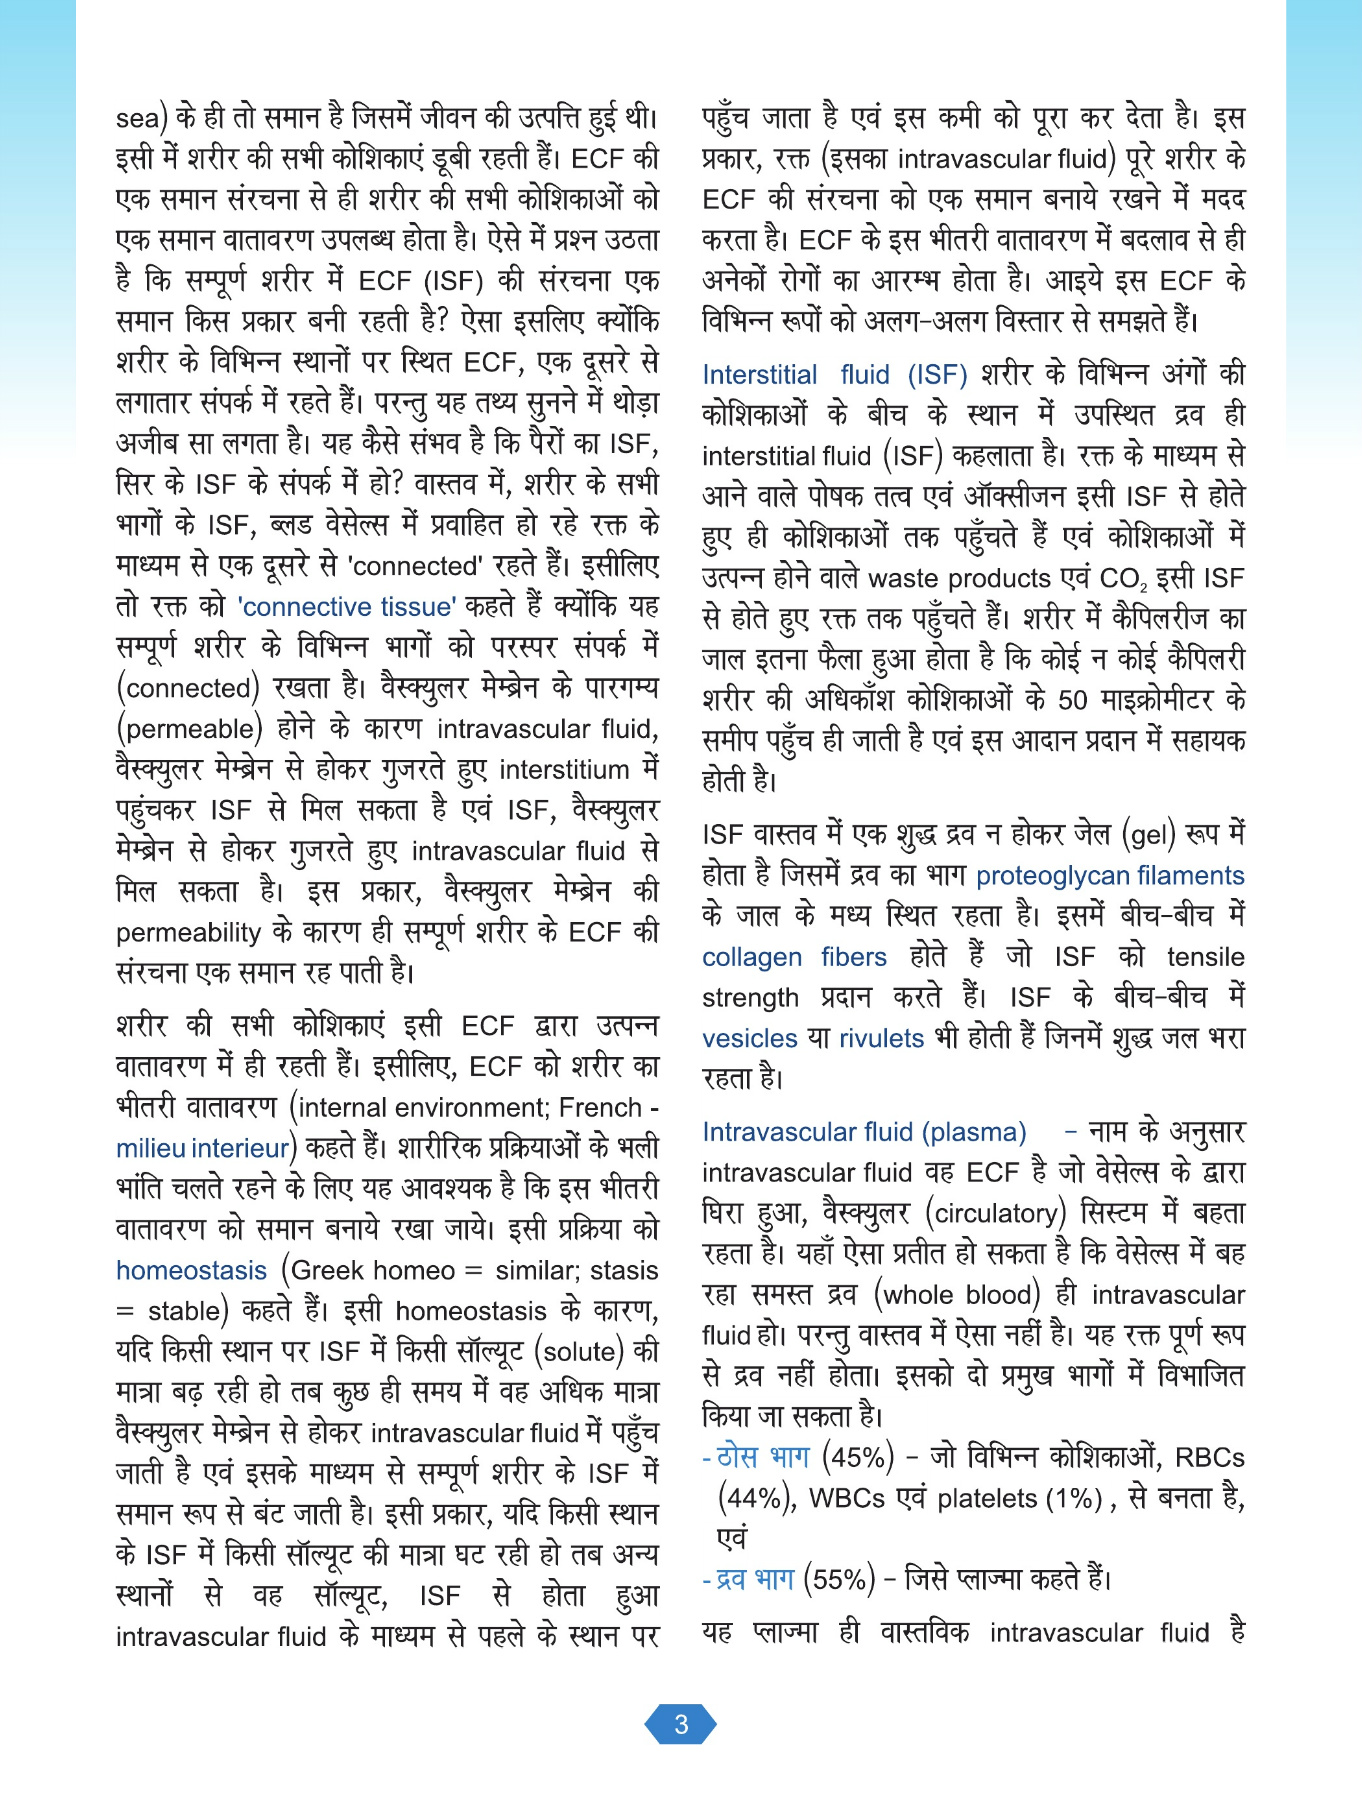 sea) के ही तो समान है जिसमें जीवन की उत्पत्ति हुई थी।
इसी में शरीर की सभी कोशिकाएं डूबी रहती हैं। ECF की
एक समान संरचना से ही शरीर की सभी कोशिकाओं को
एक समान वातावरण उपलब्ध होता है। ऐसे में प्रश्न उठता
है कि सम्पूर्ण शरीर में ECF (ISF) की संरचना एक
समान किस प्रकार बनी रहती है? ऐसा इसलिए क्योंकि
शरीर के विभिन्न स्थानों पर स्थित ECF, एक दूसरे से
लगातार संपर्क में रहते हैं। परन्तु यह तथ्य सुनने में थोड़ा
अजीब सा लगता है। यह कैसे संभव है कि पैरों का ISF,
सिर के ISF के संपर्क में हो? वास्तव में, शरीर के सभी
भागों के ISF, ब्लड वेसेल्स में प्रवाहित हो रहे रक्त के
माध्यम से एक दूसरे से 'connected' रहते हैं। इसीलिए
तो रक्त को 'connective tissue' कहते हैं क्योंकि यह
सम्पूर्ण शरीर के विभिन्न भागों को परस्पर संपर्क में
(connected) रखता है। वैस्क्युलर मेम्ब्रेन के पारगम्य
(permeable) होने के कारण intravascular fluid,
वैस्क्युलर मेम्ब्रेन से होकर गुजरते हुए interstitium में
पहुंचकर ISF से मिल सकता है एवं ISF, वैस्क्युलर
मेम्ब्रेन से होकर गुजरते हुए intravascular fluid से
मिल सकता है। इस प्रकार, वैस्क्युलर मेम्ब्रेन की
permeability के कारण ही सम्पूर्ण शरीर के ECF की
संरचना एक समान रह पाती है।
शरीर की सभी कोशिकाएं इसी ECF द्वारा उत्पन्न
वातावरण में ही रहती हैं। इसीलिए, ECF को शरीर का
भीतरी वातावरण (internal environment; French -
milieu interieur) कहते हैं। शारीरिक प्रक्रियाओं के भली
भांति चलते रहने के लिए यह आवश्यक है कि इस भीतरी
वातावरण को समान बनाये रखा जाये। इसी प्रक्रिया को
homeostasis (Greek homeo = similar; stasis
= stable) कहते हैं। इसी homeostasis के कारण,
यदि किसी स्थान पर ISF में किसी सॉल्यूट (solute) की
मात्रा बढ़ रही हो तब कुछ ही समय में वह अधिक मात्रा
वैस्क्युलर मेम्ब्रेन से होकर intravascular fluid में पहुँच
जाती है एवं इसके माध्यम से सम्पूर्ण शरीर के ISF में
समान रूप से बंट जाती है। इसी प्रकार, यदि किसी स्थान
के ISF में किसी सॉल्यूट की मात्रा घट रही हो तब अन्य
स्थानों से वह सॉल्यूट, ISF से होता हुआ
intravascular fluid के माध्यम से पहले के स्थान पर
पहुँच जाता है एवं इस कमी को पूरा कर देता है। इस
प्रकार, रक्त (इसका intravascular fluid) पूरे शरीर के
ECF की संरचना को एक समान बनाये रखने में मदद
करता है। ECF के इस भीतरी वातावरण में बदलाव से ही
अनेकों रोगों का आरम्भ होता है। आइये इस ECF के
विभिन्न रूपों को अलग-अलग विस्तार से समझते हैं।
Interstitial fluid (ISF) शरीर के विभिन्न अंगों की
कोशिकाओं के बीच के स्थान में उपस्थित द्रव ही
interstitial fluid (ISF) कहलाता है। रक्त के माध्यम से
आने वाले पोषक तत्व एवं ऑक्सीजन इसी ISF से होते
हुए ही कोशिकाओं तक पहुँचते हैं एवं कोशिकाओं में
उत्पन्न होने वाले waste products एवं CO₂ इसी ISF
से होते हुए रक्त तक पहुँचते हैं। शरीर में कैपिलरीज का
जाल इतना फैला हुआ होता है कि कोई न कोई कैपिलरी
शरीर की अधिकाँश कोशिकाओं के 50 माइक्रोमीटर के
समीप पहुँच ही जाती है एवं इस आदान प्रदान में सहायक
होती है।
ISF वास्तव में एक शुद्ध द्रव न होकर जेल (gel) रूप में
होता है जिसमें द्रव का भाग proteoglycan filaments
के जाल के मध्य स्थित रहता है। इसमें बीच-बीच में
collagen fibers होते हैं जो ISF को tensile
strength प्रदान करते हैं। ISF के बीच-बीच में
vesicles या rivulets भी होती हैं जिनमें शुद्ध जल भरा
रहता है।
Intravascular fluid (plasma) - नाम के अनुसार
intravascular fluid वह ECF है जो वेसेल्स के द्वारा
घिरा हुआ, वैस्क्युलर (circulatory) सिस्टम में बहता
रहता है। यहाँ ऐसा प्रतीत हो सकता है कि वेसेल्स में बह
रहा समस्त द्रव (whole blood) ही intravascular
fluid हो। परन्तु वास्तव में ऐसा नहीं है। यह रक्त पूर्ण रूप
से द्रव नहीं होता। इसको दो प्रमुख भागों में विभाजित
किया जा सकता है।
- ठोस भाग (45%) - जो विभिन्न कोशिकाओं, RBCs
(44%), WBCs एवं platelets (1%) , से बनता है,
एवं
- द्रव भाग (55%) - जिसे प्लाज्मा कहते हैं।
यह प्लाज्मा ही वास्तविक intravascular fluid है
3